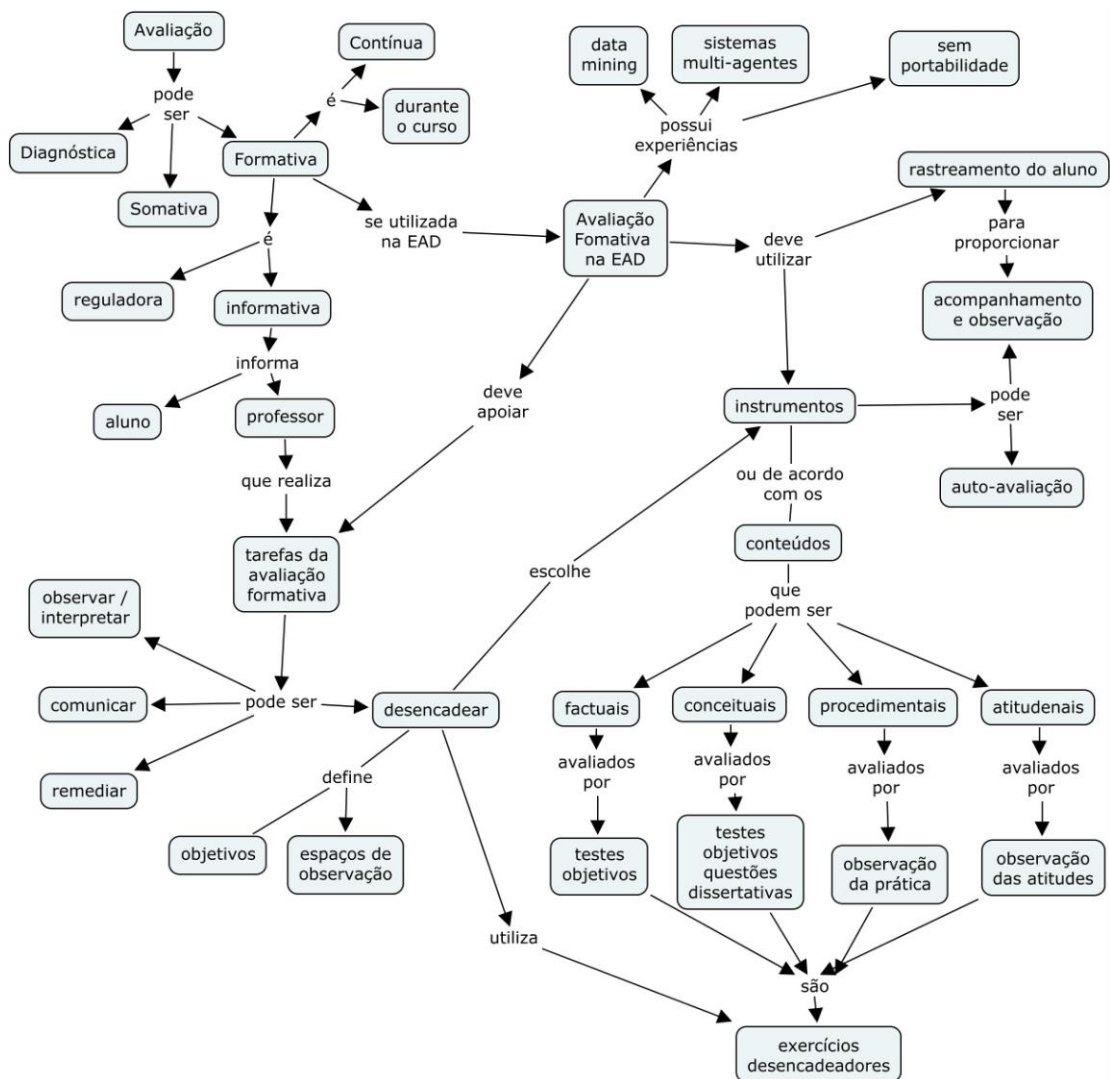 Avaliação
pode
ser
Diagnóstica
Somativa
Formativa
é
Contínua
durante
o curso
se utilizada
na EAD
é
reguladora
informativa
informa
aluno
professor
que realiza
tarefas da
avaliação
formativa
data
mining
sistemas
multi-agentes
sem
portabilidade
possui
experiências
Avaliação
Fomativa
na EAD
deve
utilizar
rastreamento do aluno
para
proporcionar
acompanhamento
e observação
deve
apoiar
instrumentos
pode
ser
auto-avaliação
ou de acordo
com os
conteúdos
que
podem ser
escolhe
observar /
interpretar
comunicar
remediar
pode ser
desencadear
define
objetivos
espaços de
observação
utiliza
factuais
conceituais
procedimentais
atitudenais
avaliados
por
avaliados
por
avaliados
por
avaliados
por
testes
objetivos
testes
objetivos
questões
dissertativas
observação
da prática
observação
das atitudes
são
exercícios
desencadeadores